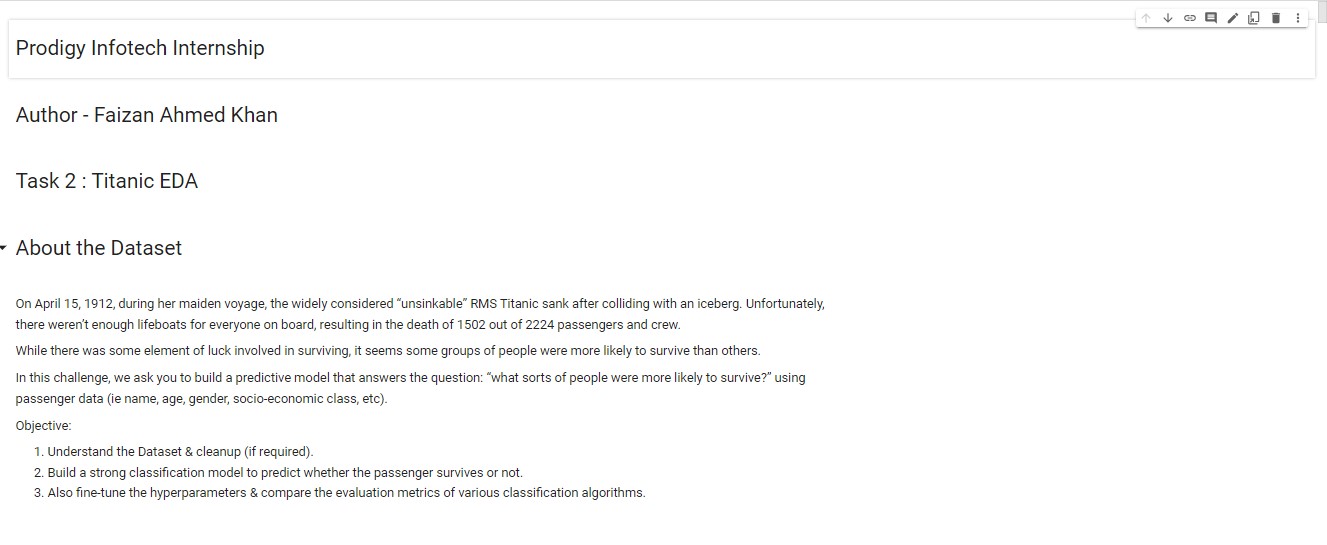 Prodigy Infotech Internship
Author - Faizan Ahmed Khan
Task 2 : Titanic EDA
About the Dataset
On April 15, 1912, during her maiden voyage, the widely considered “unsinkable” RMS Titanic sank after colliding with an iceberg. Unfortunately,
there weren’t enough lifeboats for everyone on board, resulting in the death of 1502 out of 2224 passengers and crew.
While there was some element of luck involved in surviving, it seems some groups of people were more likely to survive than others.
In this challenge, we ask you to build a predictive model that answers the question: “what sorts of people were more likely to survive?” using
passenger data (ie name, age, gender, socio-economic class, etc).
Objective:
1. Understand the Dataset & cleanup (if required).
2. Build a strong classification model to predict whether the passenger survives or not.
3. Also fine-tune the hyperparameters & compare the evaluation metrics of various classification algorithms.